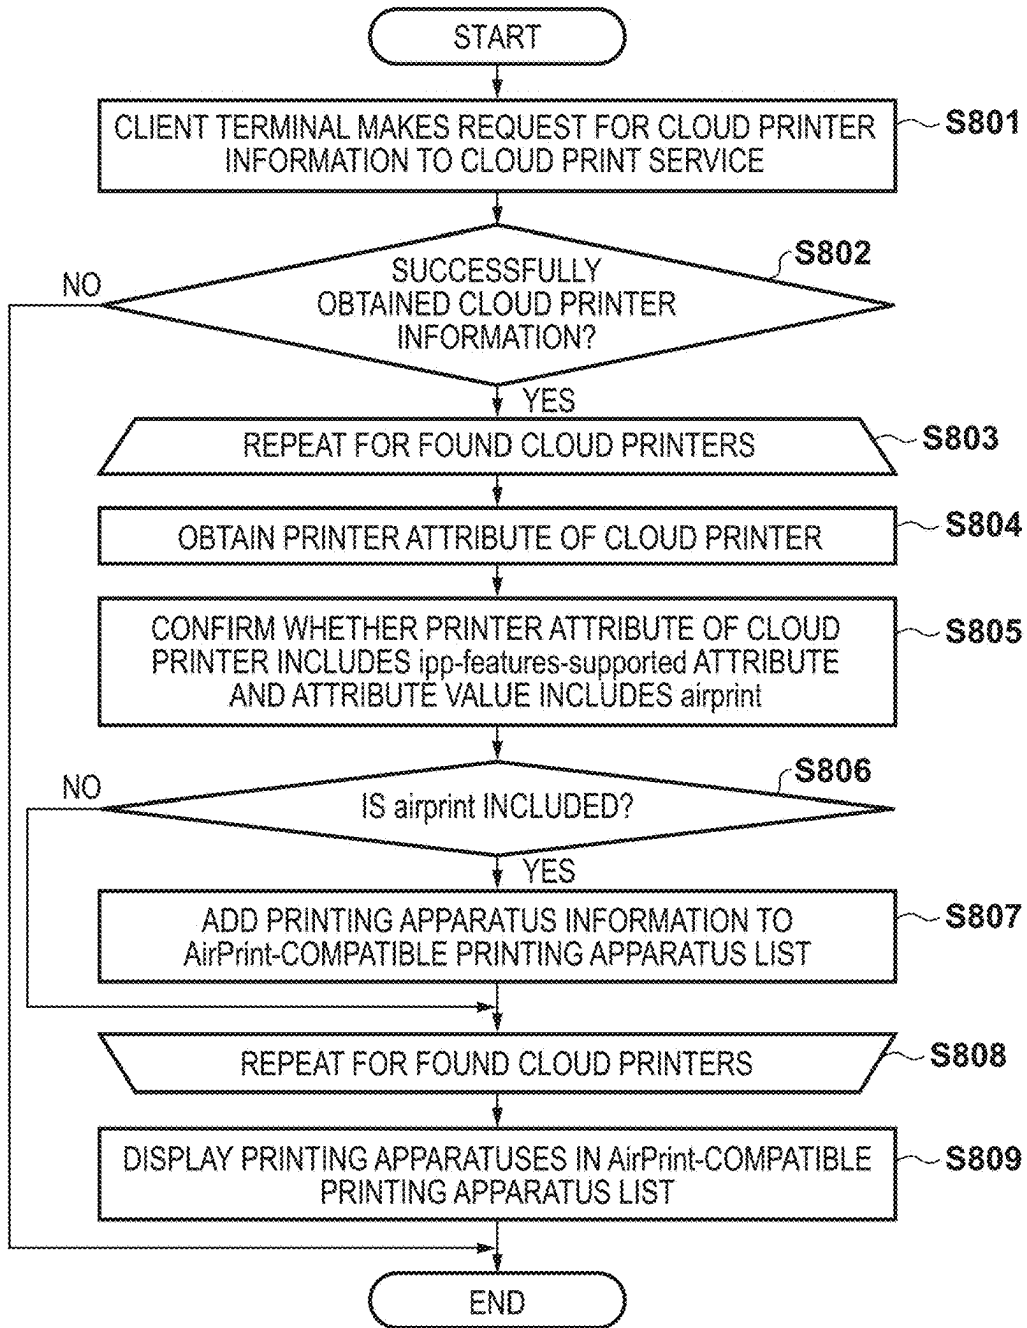 START
CLIENT TERMINAL MAKES REQUEST FOR CLOUD PRINTER
INFORMATION TO CLOUD PRINT SERVICE
S801
SUCCESSFULLY
OBTAINED CLOUD PRINTER
INFORMATION?
S802
NO
YES
REPEAT FOR FOUND CLOUD PRINTERS
S803
OBTAIN PRINTER ATTRIBUTE OF CLOUD PRINTER
S804
CONFIRM WHETHER PRINTER ATTRIBUTE OF CLOUD
PRINTER INCLUDES ipp-features-supported ATTRIBUTE
AND ATTRIBUTE VALUE INCLUDES airprint
S805
IS airprint INCLUDED?
S806
NO
YES
ADD PRINTING APPARATUS INFORMATION TO
AirPrint-COMPATIBLE PRINTING APPARATUS LIST
S807
REPEAT FOR FOUND CLOUD PRINTERS
S808
DISPLAY PRINTING APPARATUSES IN AirPrint-COMPATIBLE
PRINTING APPARATUS LIST
S809
END